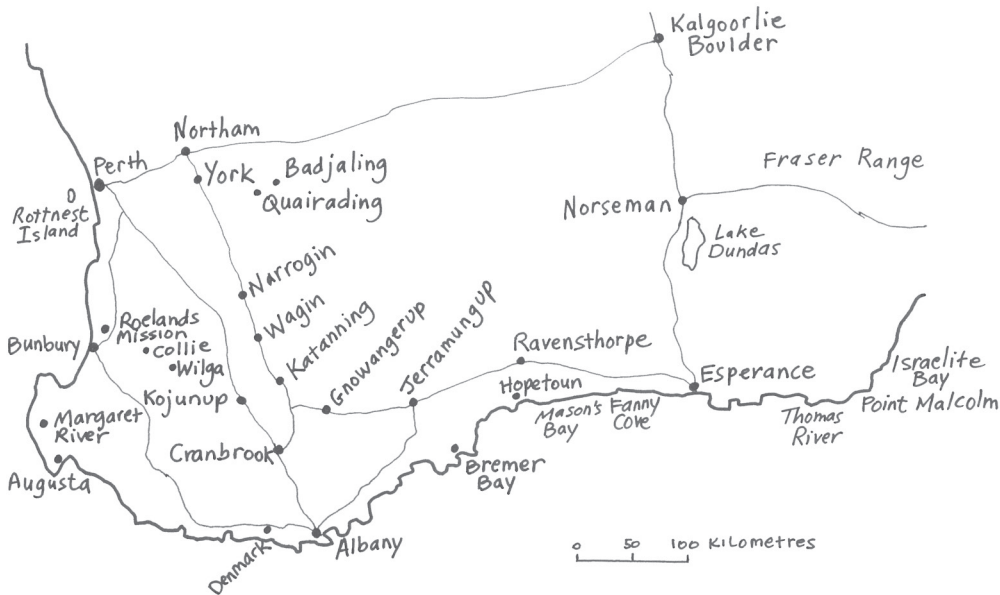 Kalgoorlie
Boulder
Northam
Perth
York
Badjaling
Quairading
Fraser Range
Rottnest
Island
Norseman
Lake
Dundas
Narrogin
Wagin
Katanning
Gnowangerup
Jerramungup
Roelands
Mission
Bunbury
Collie
Wilga
Ravensthorpe
Esperance
Israelite
Bay
Hopetoun
Kojunup
Mason's
Bay
Fanny
Cove
Thomas
River
Point Malcolm
Margaret
River
Cranbrook
Augusta
Bremer
Bay
Denmark
Albany
0 50 100 KILOMETRES